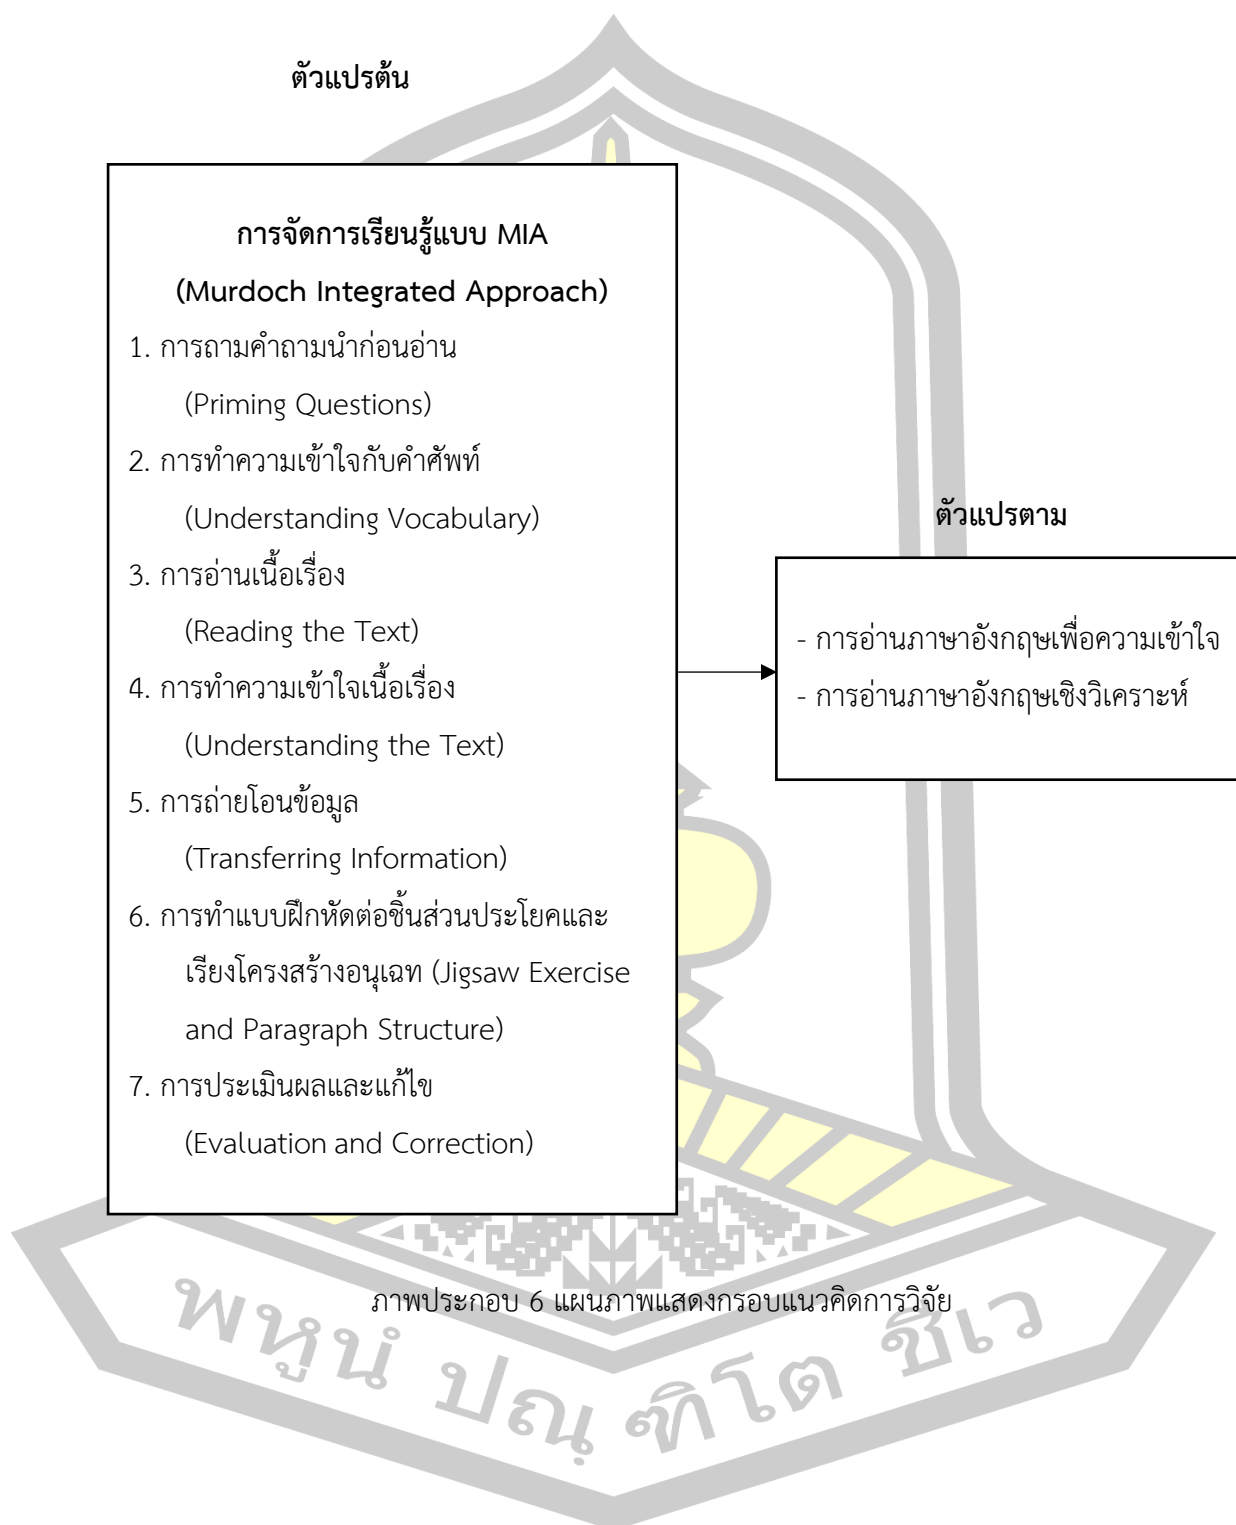 ตัวแปรต้น
การจัดการเรียนรู้แบบ MIA
(Murdoch Integrated Approach)
1. การถามคำถามนำก่อนอ่าน
(Priming Questions)
2. การทำความเข้าใจกับคำศัพท์
(Understanding Vocabulary)
3. การอ่านเนื้อเรื่อง
(Reading the Text)
4. การทำความเข้าใจเนื้อเรื่อง
(Understanding the Text)
5. การถ่ายโอนข้อมูล
(Transferring Information)
6. การทำแบบฝึกหัดต่อชิ้นส่วนประโยคและ
เรียงโครงสร้างอนุเฉท (Jigsaw Exercise
and Paragraph Structure)
7. การประเมินผลและแก้ไข
(Evaluation and Correction)
ตัวแปรตาม
- การอ่านภาษาอังกฤษเพื่อความเข้าใจ
- การอ่านภาษาอังกฤษเชิงวิเคราะห์
ภาพประกอบ 6 แผนภาพแสดงกรอบแนวคิดการวิจัย
พหูนํ ปณฺฑิโต ชีเว